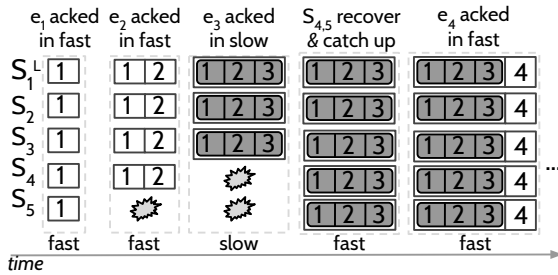 e1 acked in fast
e2 acked in fast
e3 acked in slow
S4,5 recover & catch up
e4 acked in fast
S1L 1 1 2 1 2 3 1 2 3 1 2 3 4
S2 1 1 2 1 2 3 1 2 3 1 2 3 4
S3 1 1 2 1 2 3 1 2 3 1 2 3 4
S4 1 1 2 1 2 3 1 2 3 4
S5 1 1 2 3 1 2 3 4
...
fast fast slow fast fast
time